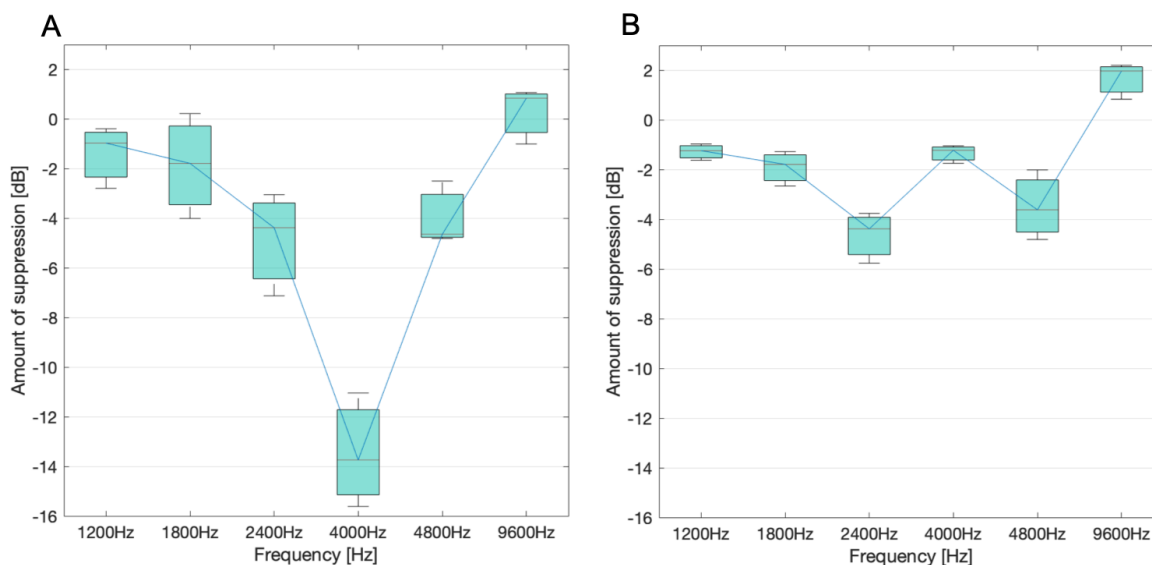 A
2
0
-2
-4
-6
-8
-10
-12
-14
-16
Amount of suppression [dB]
1200Hz 1800Hz 2400Hz 4000Hz 4800Hz 9600Hz
Frequency [Hz]
B
2
0
-2
-4
-6
-8
-10
-12
-14
-16
Amount of suppression [dB]
1200Hz 1800Hz 2400Hz 4000Hz 4800Hz 9600Hz
Frequency [Hz]